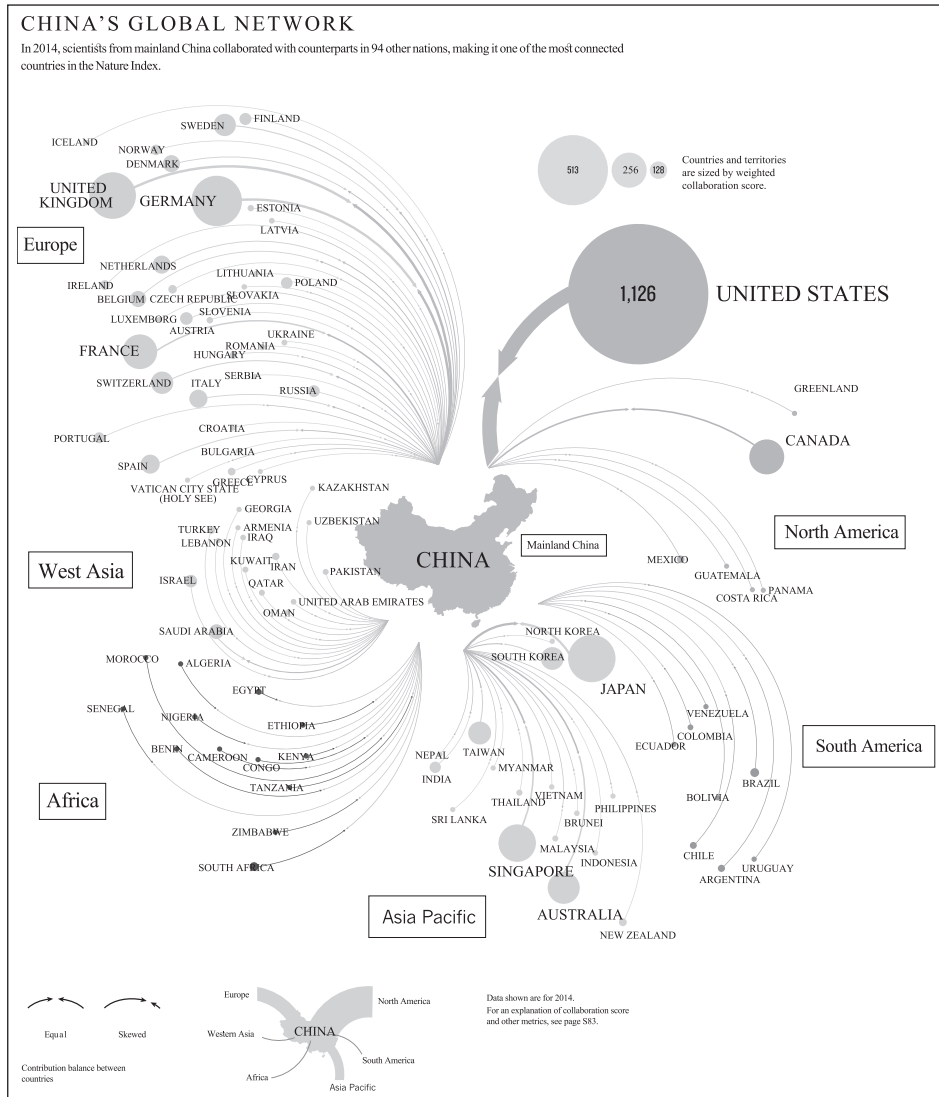 CHINA'S GLOBAL NETWORK
In 2014, scientists from mainland China collaborated with counterparts in 94 other nations, making it one of the most connected
countries in the Nature Index.
ICELAND
SWEDEN
FINLAND
NORWAY
DENMARK
UNITED
KINGDOM
GERMANY
ESTONIA
LATVIA
Europe
NETHERLANDS
LITHUANIA
IRELAND
POLAND
BELGIUM
CZECH REPUBLIC
SLOVAKIA
LUXEMBORG
SLOVENIA
AUSTRIA
UKRAINE
FRANCE
ROMANIA
HUNGARY
SWITZERLAND
ITALY
SERBIA
RUSSIA
PORTUGAL
CROATIA
BULGARIA
SPAIN
GREECE
CYPRUS
VATICAN CITY STATE
(HOLY SEE)
513
256
128
Countries and territories
are sized by weighted
collaboration score.
1,126
UNITED STATES
GREENLAND
CANADA
North America
MEXICO
GUATEMALA
COSTA RICA
PANAMA
KAZAKHSTAN
GEORGIA
UZBEKISTAN
TURKEY
ARMENIA
LEBANON
IRAQ
West Asia
KUWAIT
IRAN
PAKISTAN
ISRAEL
QATAR
OMAN
UNITED ARAB EMIRATES
SAUDI ARABIA
CHINA
Mainland China
MOROCCO
ALGERIA
EGYPT
SENEGAL
NIGERIA
ETHIOPIA
BENIN
CAMEROON
KENYA
CONGO
Africa
TANZANIA
ZIMBABWE
SOUTH AFRICA
NORTH KOREA
SOUTH KOREA
JAPAN
TAIWAN
NEPAL
INDIA
MYANMAR
THAILAND
VIETNAM
PHILIPPINES
SRI LANKA
BRUNEI
MALAYSIA
SINGAPORE
INDONESIA
AUSTRALIA
NEW ZEALAND
Asia Pacific
VENEZUELA
COLOMBIA
ECUADOR
South America
BRAZIL
BOLIVIA
CHILE
URUGUAY
ARGENTINA
Equal
Skewed
Contribution balance between
countries
Europe
North America
Western Asia
CHINA
South America
Africa
Asia Pacific
Data shown are for 2014.
For an explanation of collaboration score
and other metrics, see page S83.